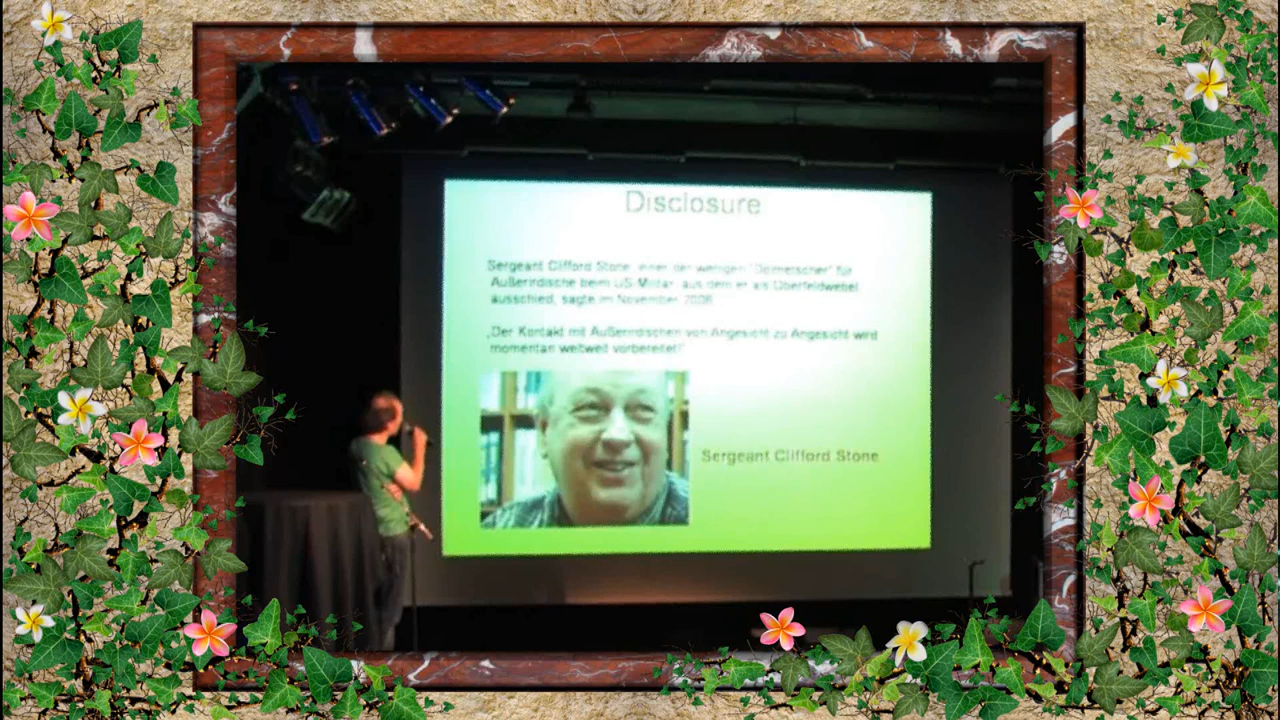 Disclosure
Sergeant Clifford Stone, einer der wenigen "Dolmetscher" für
Außerirdische beim US-Militär, aus dem er als Oberfeldwebel
ausschied, sagte im November 2008
„Der Kontakt mit Außerirdischen von Angesicht zu Angesicht wird
momentan weltweit vorbereitet!"
Sergeant Clifford Stone